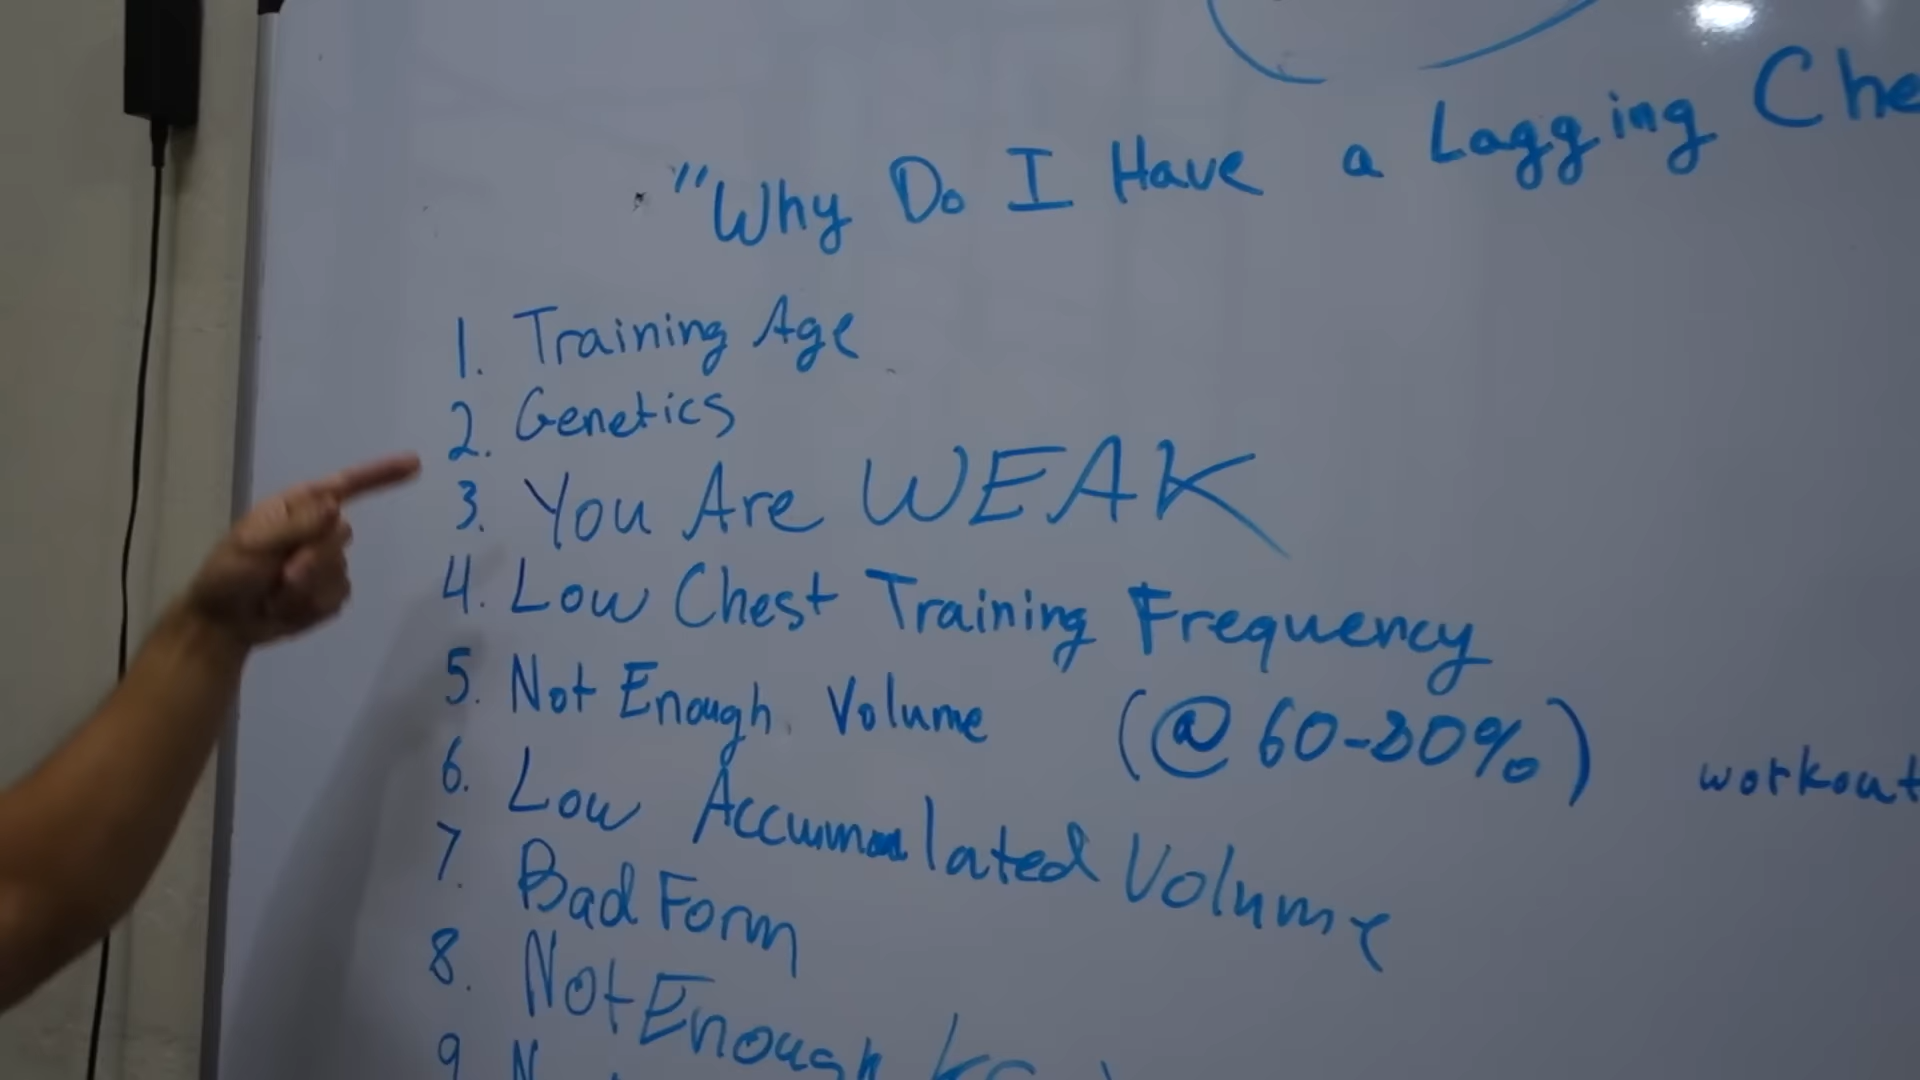 "Why Do I Have a Lagging Che
1. Training Age
2. Genetics
3. You Are WEAK
4. Low Chest Training Frequency
5. Not Enough Volume (@ 60-80%) workout
6. Low Accumulated Volume
7. Bad Form
8. Not Enough
9